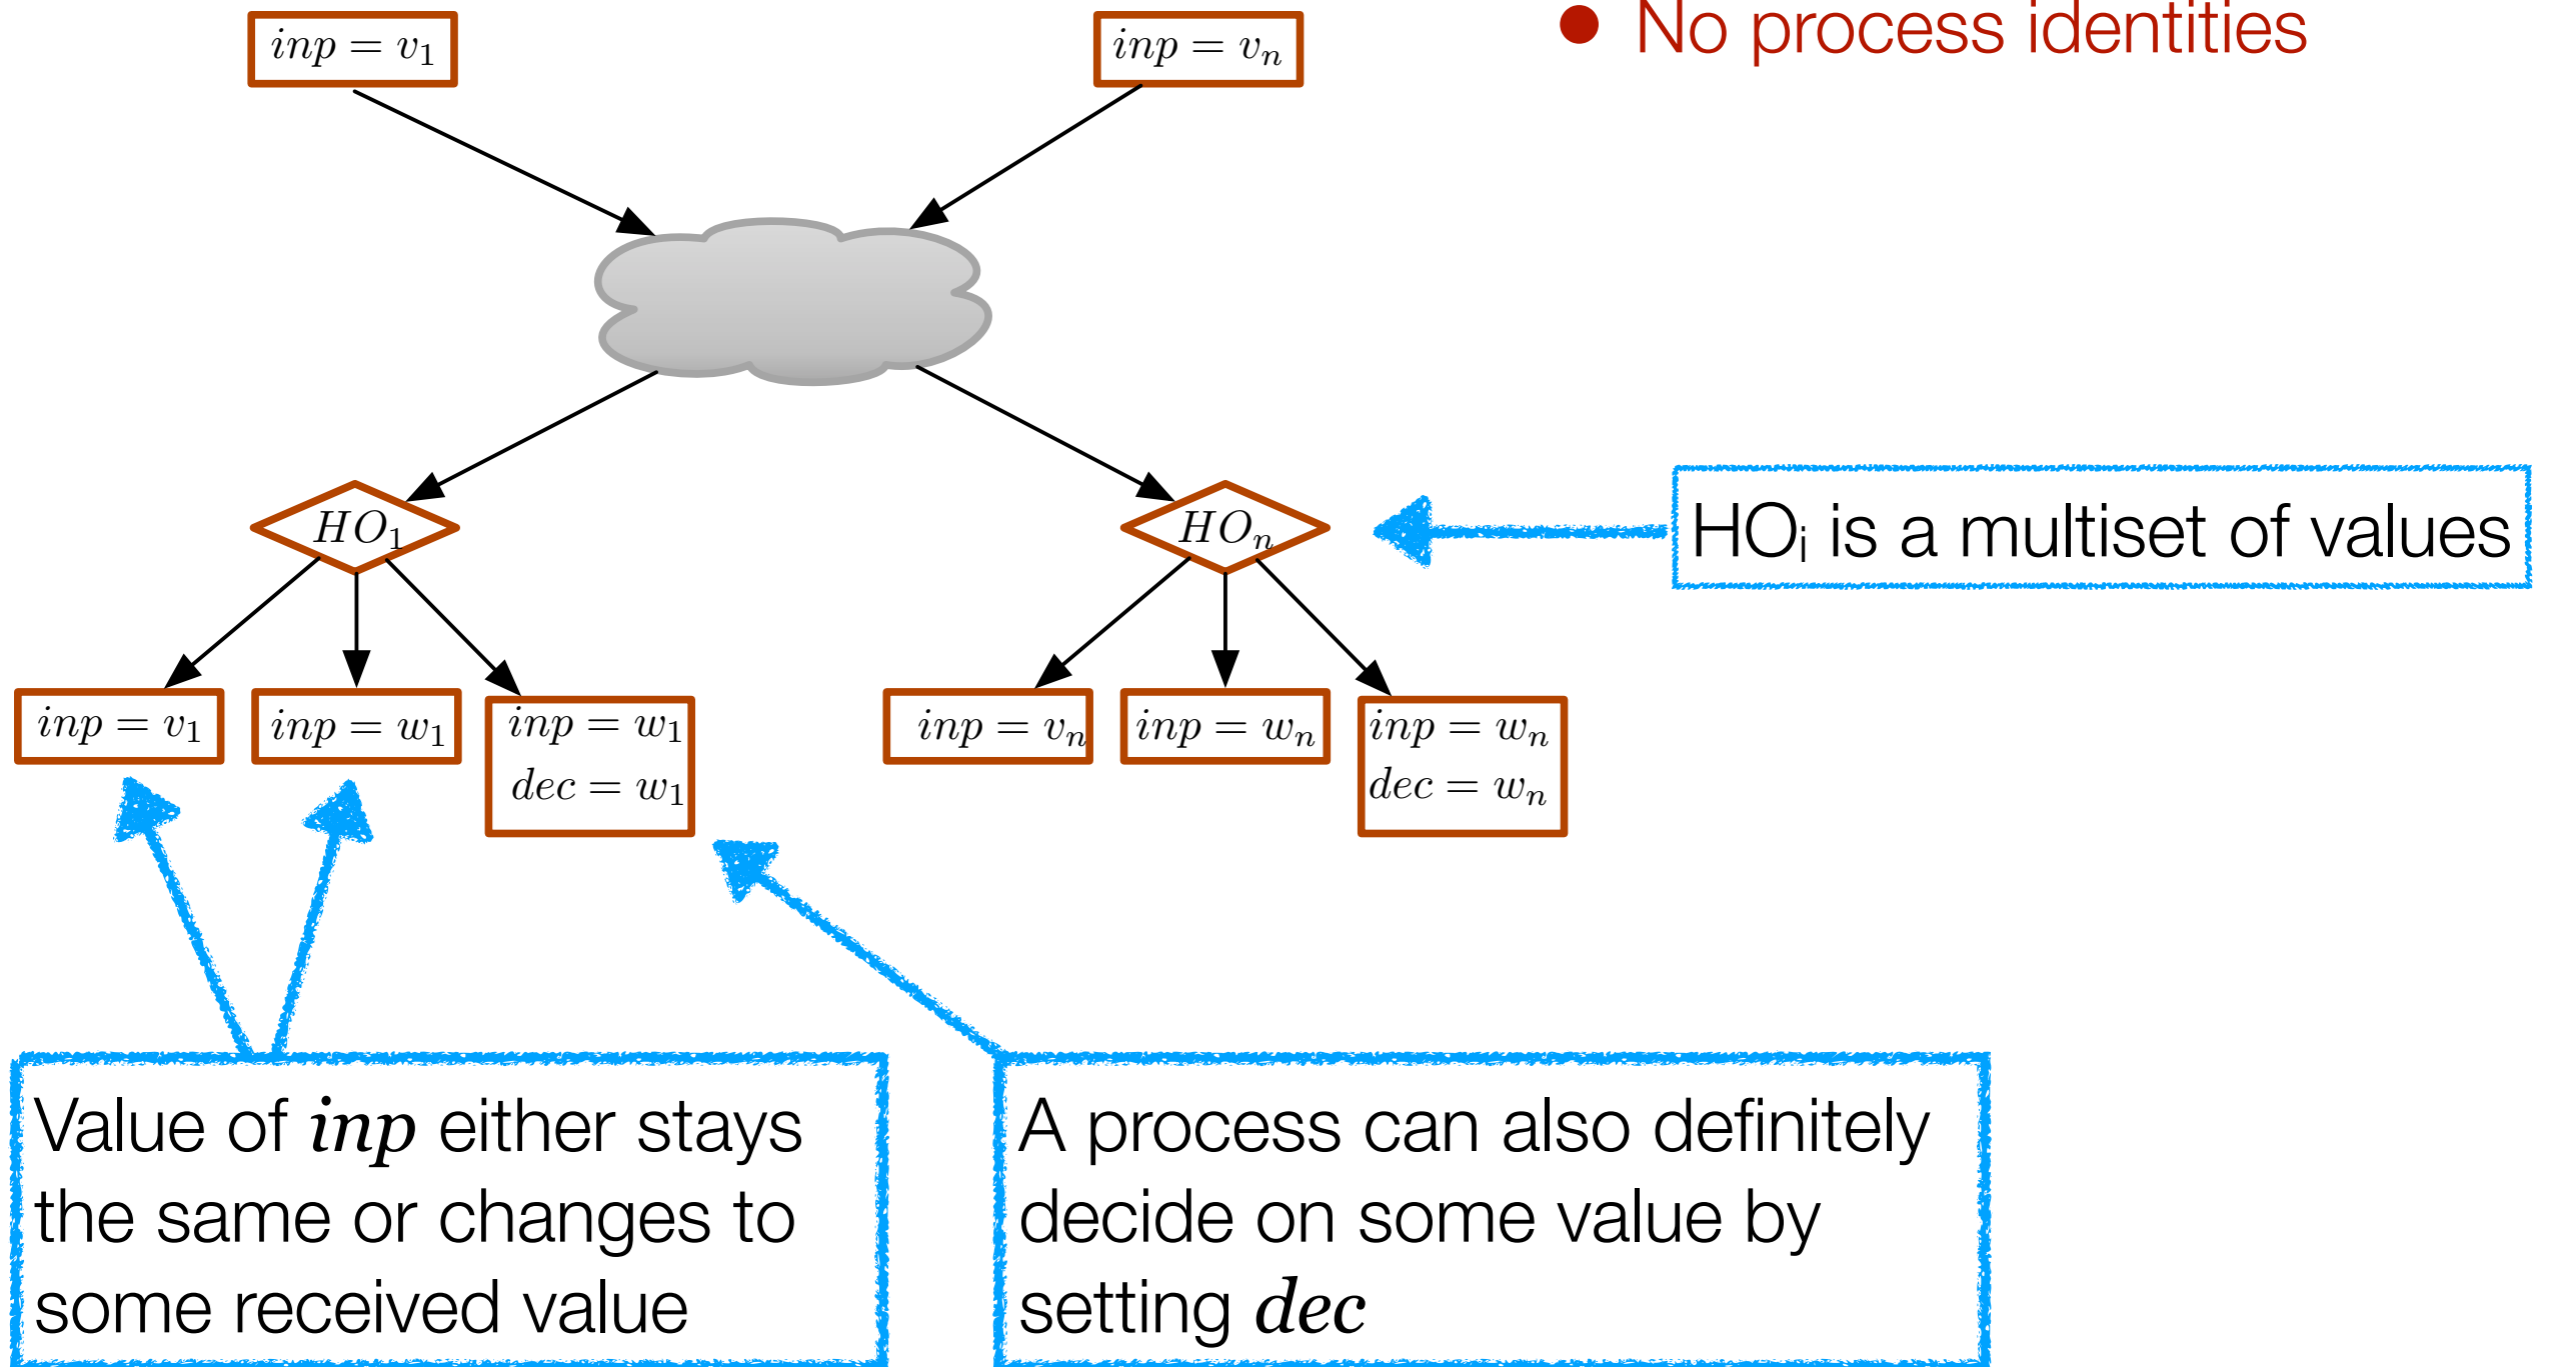 ● No process identities
inp = v₁
inp = vₙ
HO₁
HOₙ
HOᵢ is a multiset of values
inp = v₁
inp = w₁
inp = w₁
dec = w₁
inp = vₙ
inp = wₙ
inp = wₙ
dec = wₙ
Value of inp either stays
the same or changes to
some received value
A process can also definitely
decide on some value by
setting dec